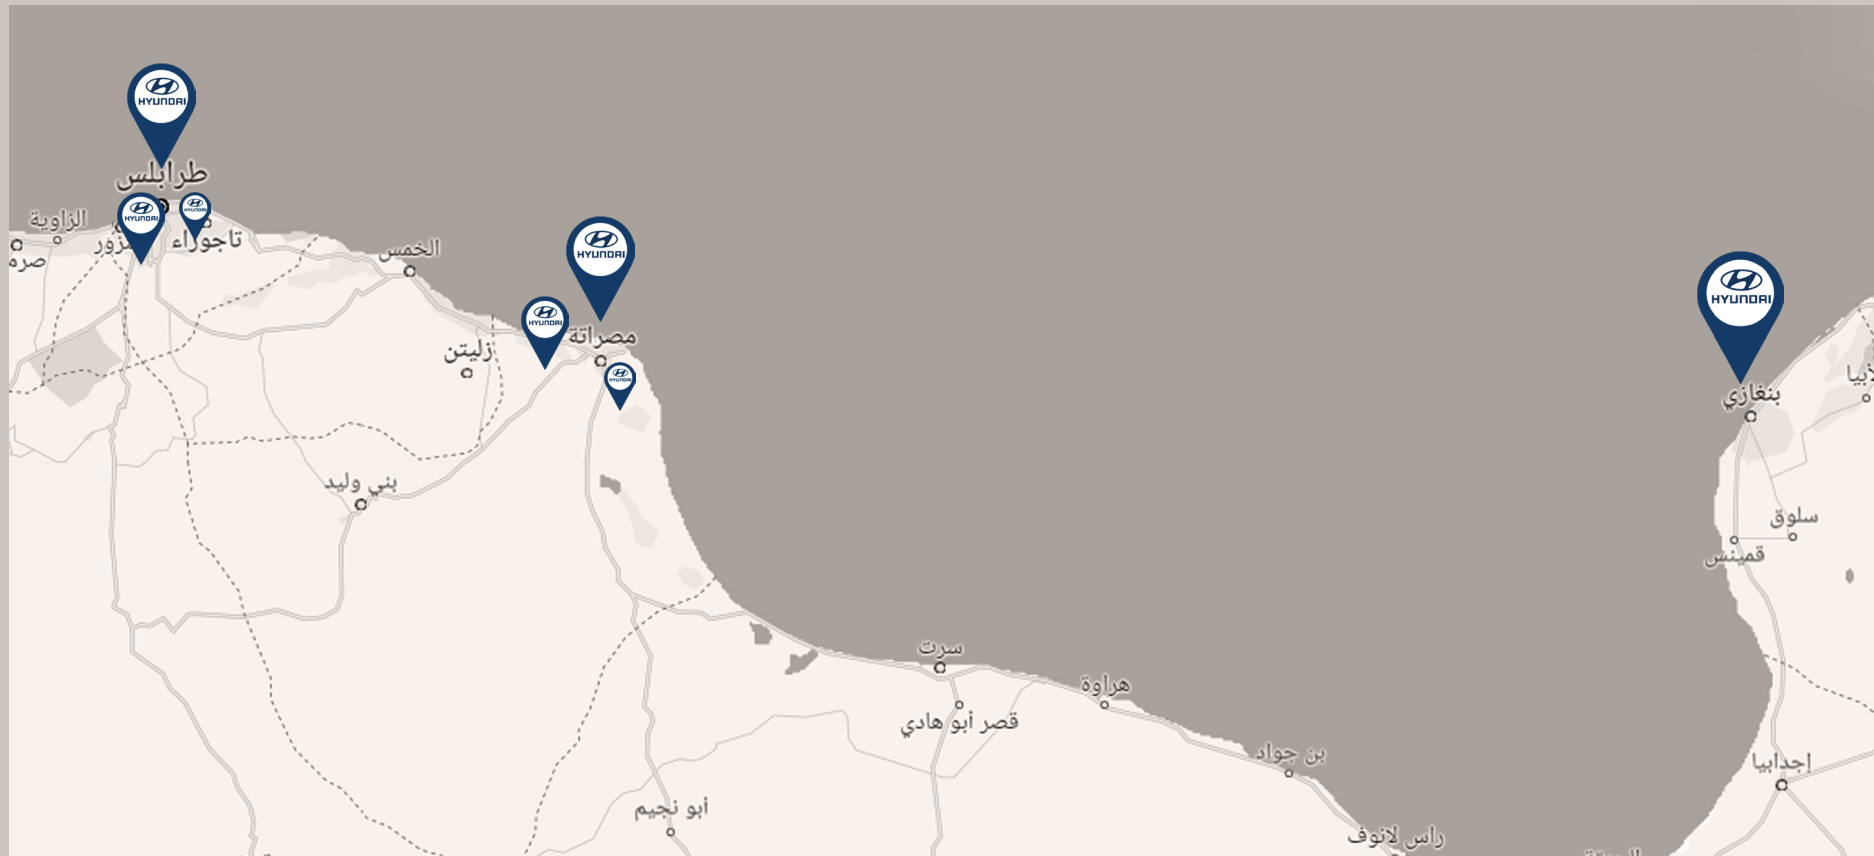 HYUNDAI
طرابلس
HYUNDAI
HYUNDAI
الزاوية
تاجوراء
الخمس
HYUNDAI
HYUNDAI
مصراتة
HYUNDAI
زليتن
HYUNDAI
بنغازي
بني وليد
سلوق
قمينس
سرت
هراوة
قصر أبو هادي
بن جواد
إجدابيا
أبو نجيم
راس لانوف